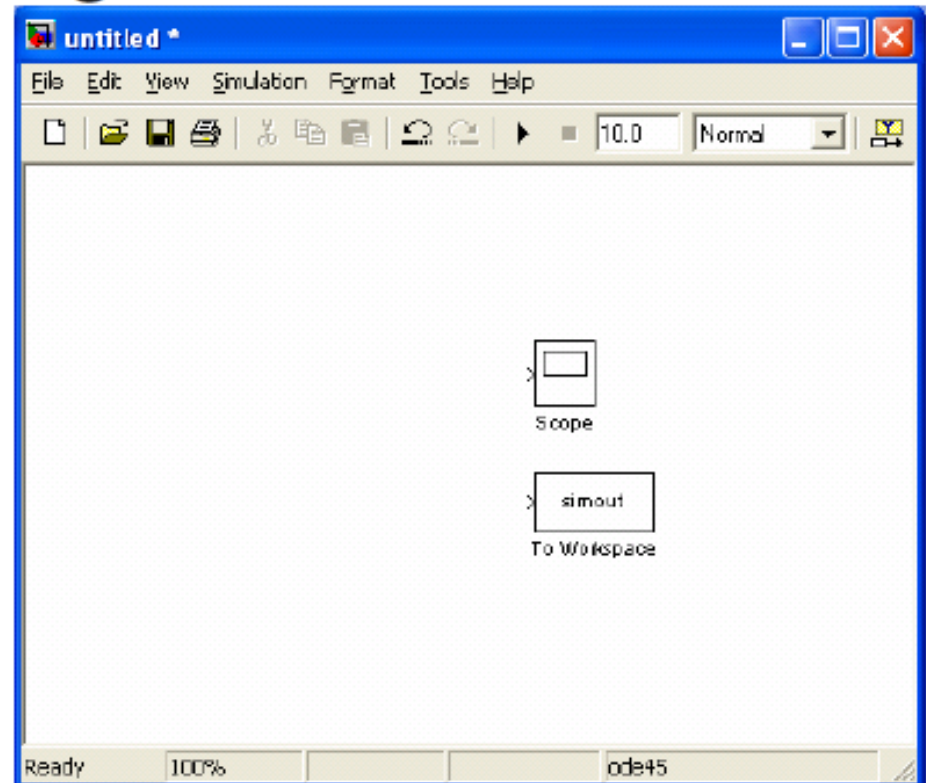 untitled *
File Edit View Simulation Format Tools Help
10.0 Normal
Scope
simout
To Workspace
Ready 100% ode45